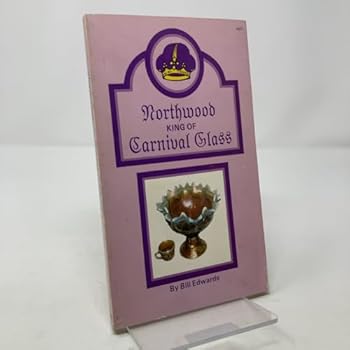 Northwood
KING OF
Carnival Glass
By Bill Edwards